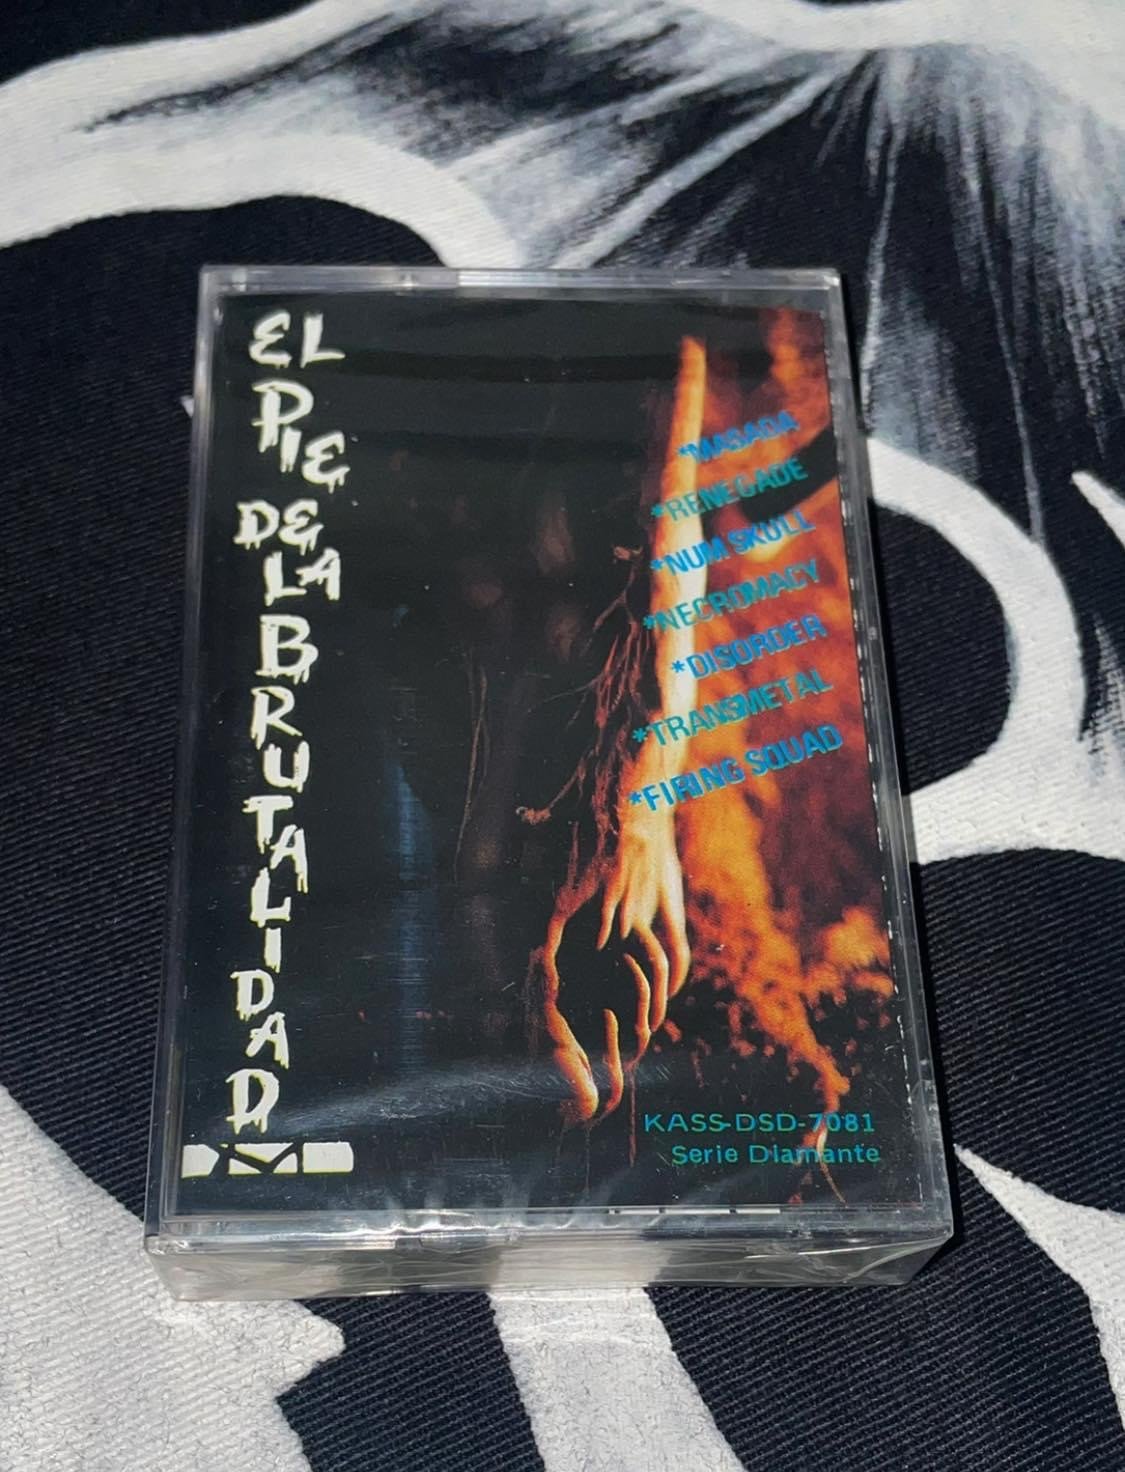 EL
PIE
DE
LA
BRUTALIDAD
*MASADA
*RENEGADE
*NUM SKULL
*NECROMACY
*DISORDER
*TRANSMETAL
*FIRING SQUAD
KASS-DSD-7081
Serie Diamante